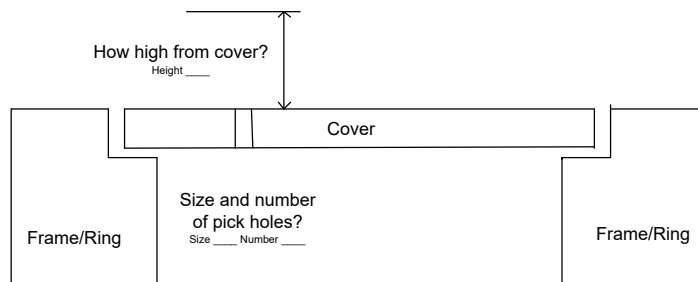 How high from cover?
Height ____
Cover
Size and number
of pick holes?
Size ____ Number ____
Frame/Ring
Frame/Ring